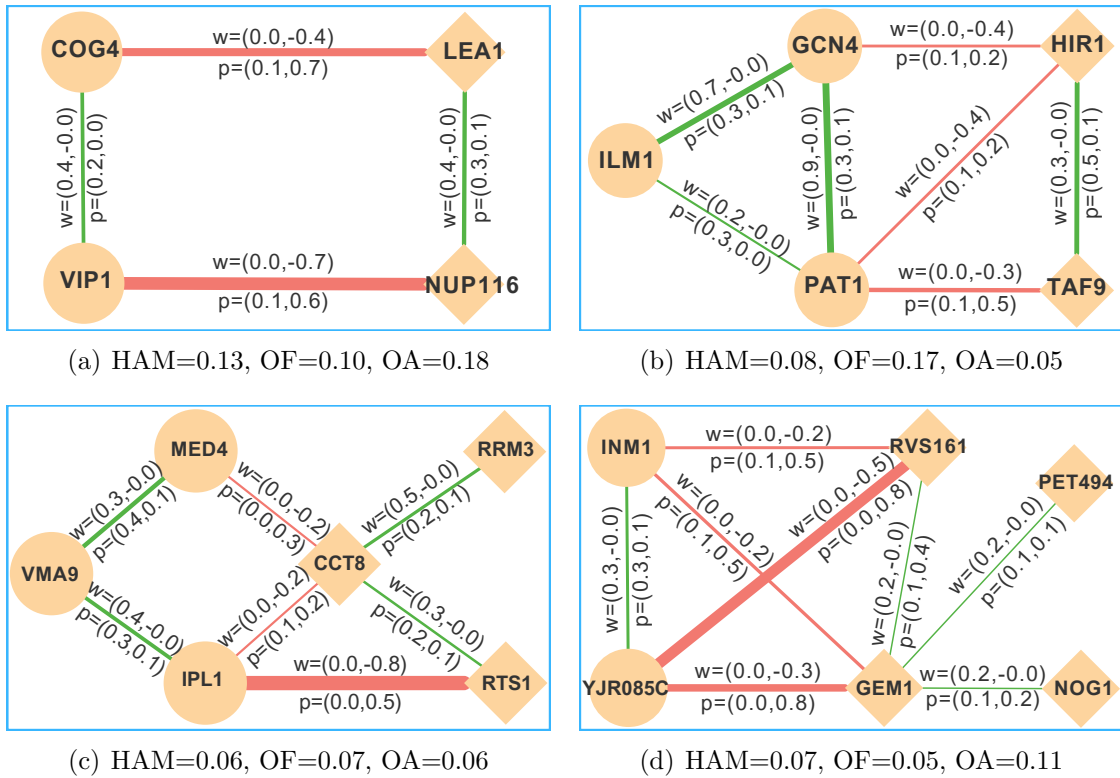 COG4
w=(0.0,-0.4)
p=(0.1,0.7)
LEA1
w=(0.4,-0.0)
p=(0.2,0.0)
w=(0.4,-0.0)
p=(0.3,0.1)
VIP1
w=(0.0,-0.7)
p=(0.1,0.6)
NUP116
(a) HAM=0.13, OF=0.10, OA=0.18
GCN4
w=(0.0,-0.4)
p=(0.1,0.2)
HIR1
w=(0.7,-0.0)
p=(0.3,0.1)
ILM1
w=(0.9,-0.0)
p=(0.3,0.1)
w=(0.0,-0.4)
p=(0.1,0.2)
w=(0.3,-0.0)
p=(0.5,0.1)
w=(0.2,-0.0)
p=(0.3,0.0)
PAT1
w=(0.0,-0.3)
p=(0.1,0.5)
TAF9
(b) HAM=0.08, OF=0.17, OA=0.05
MED4
RRM3
w=(0.3,-0.0)
p=(0.4,0.1)
w=(0.0,-0.2)
p=(0.0,0.3)
w=(0.5,-0.0)
p=(0.2,0.1)
VMA9
CCT8
w=(0.4,-0.0)
p=(0.3,0.1)
w=(0.0,-0.2)
p=(0.1,0.2)
w=(0.3,-0.0)
p=(0.2,0.1)
IPL1
w=(0.0,-0.8)
p=(0.0,0.5)
RTS1
(c) HAM=0.06, OF=0.07, OA=0.06
INM1
w=(0.0,-0.2)
p=(0.1,0.5)
RVS161
PET494
w=(0.0,-0.5)
p=(0.0,0.8)
w=(0.0,-0.2)
p=(0.1,0.5)
w=(0.3,-0.0)
p=(0.3,0.1)
w=(0.2,-0.0)
p=(0.1,0.4)
w=(0.2,-0.0)
p=(0.1,0.1)
YJR085C
w=(0.0,-0.3)
p=(0.0,0.8)
GEM1
w=(0.2,-0.0)
p=(0.1,0.2)
NOG1
(d) HAM=0.07, OF=0.05, OA=0.11